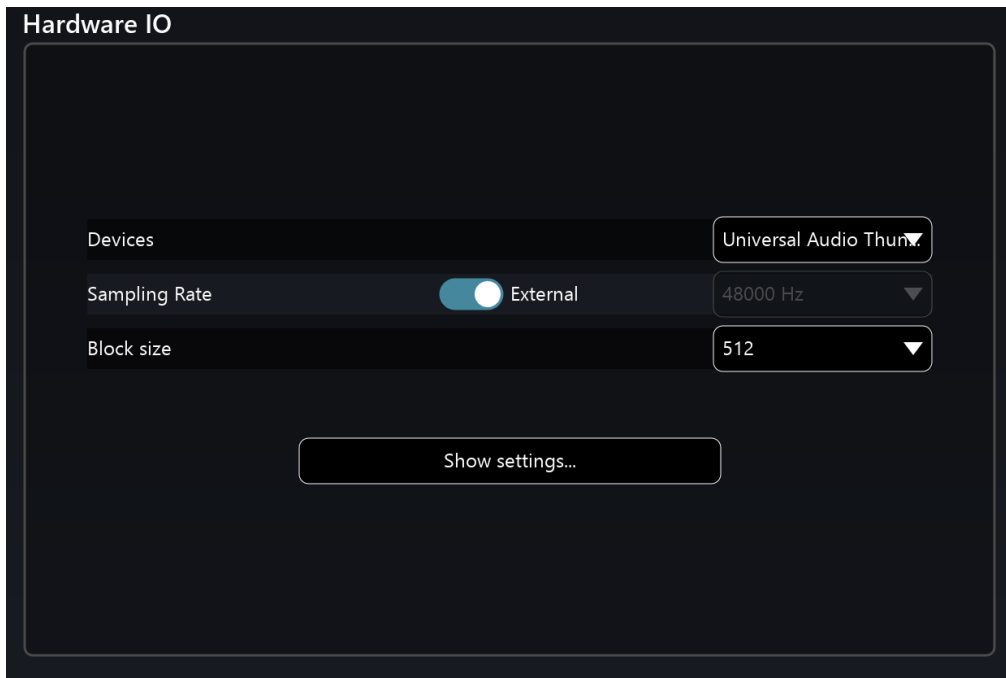 Hardware IO
Devices Universal Audio Thun...
Sampling Rate External 48000 Hz
Block size 512
Show settings...